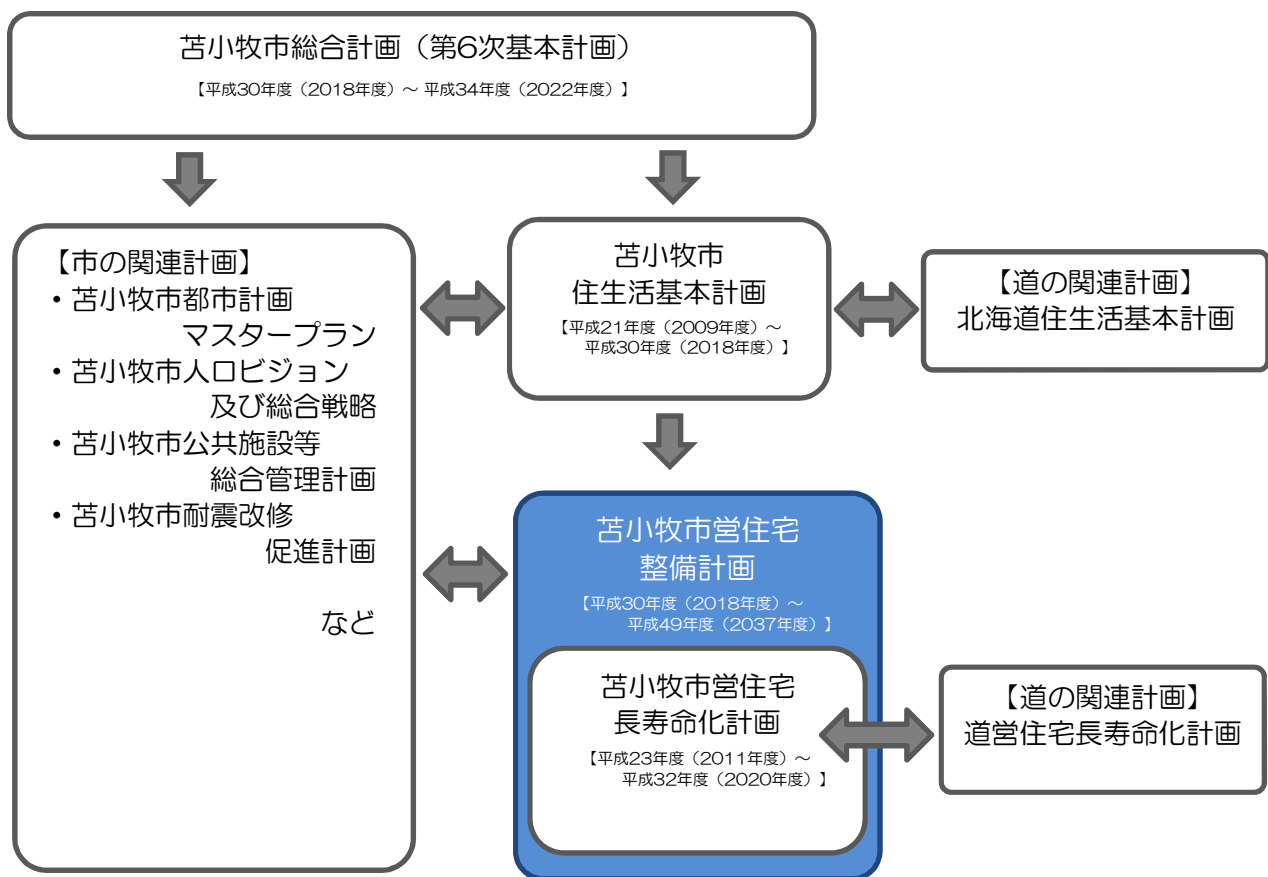 苫小牧市総合計画（第6次基本計画）
【平成30年度（2018年度）～ 平成34年度（2022年度）】
【市の関連計画】
・苫小牧市都市計画
マスタープラン
・苫小牧市人口ビジョン
及び総合戦略
・苫小牧市公共施設等
総合管理計画
・苫小牧市耐震改修
促進計画
など
苫小牧市
住生活基本計画
【平成21年度（2009年度）～
平成30年度（2018年度）】
【道の関連計画】
北海道住生活基本計画
苫小牧市営住宅
整備計画
【平成30年度（2018年度）～
平成49年度（2037年度）】
苫小牧市営住宅
長寿命化計画
【平成23年度（2011年度）～
平成32年度（2020年度）】
【道の関連計画】
道営住宅長寿命化計画